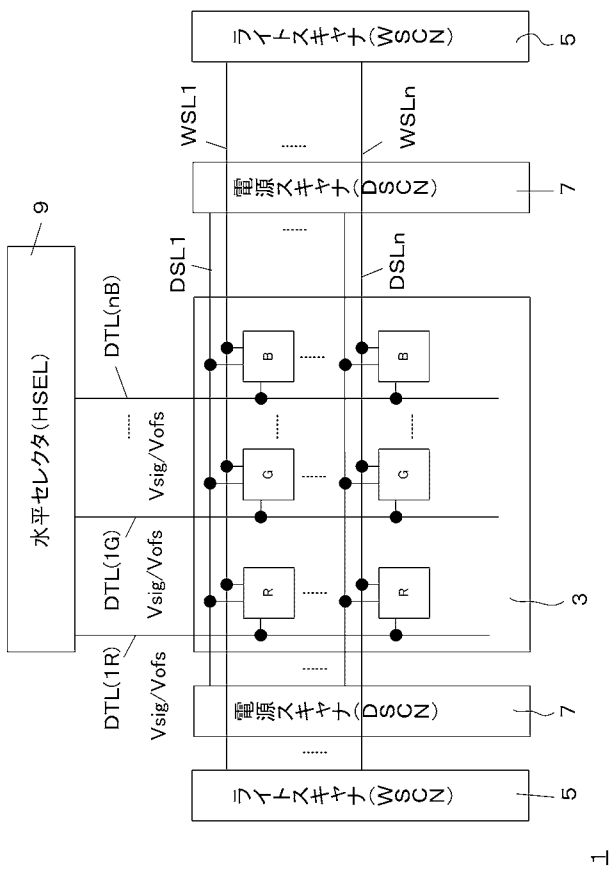 水平セレクタ(HSEL)
9
DTL(1R)
DTL(1G)
DTL(nB)
Vsig/Vofs
Vsig/Vofs
Vsig/Vofs
ライトスキャナ(WSCN)
5
電源スキャナ(DSCN)
7
DSL1
WSL1
R
G
B
DSLn
WSLn
R
G
B
3
電源スキャナ(DSCN)
7
ライトスキャナ(WSCN)
5
1